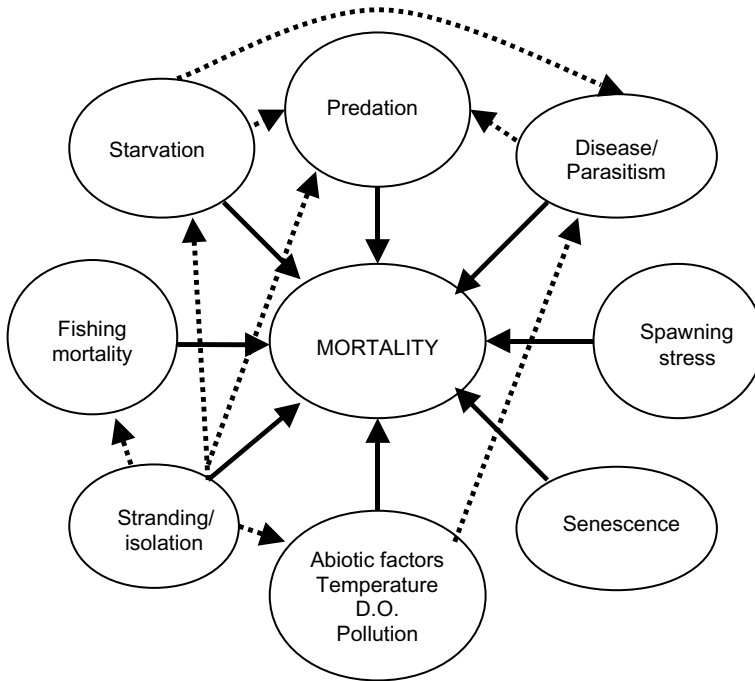 Predation
Starvation
Disease/
Parasitism
Fishing
mortality
MORTALITY
Spawning
stress
Stranding/
isolation
Senescence
Abiotic factors
Temperature
D.O.
Pollution